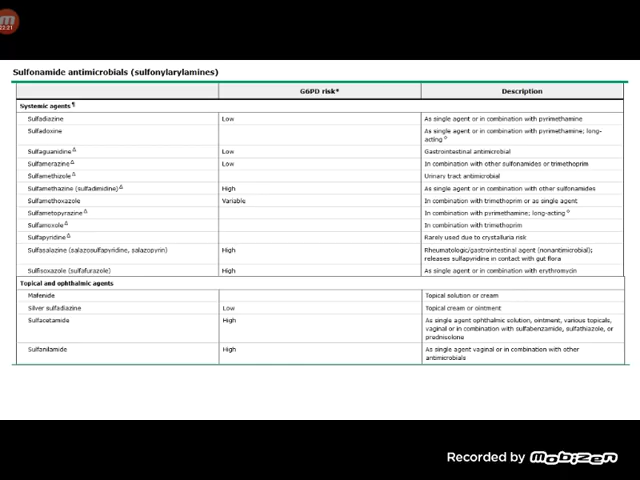 22:21
Sulfonamide antimicrobials (sulfonylarylamines)
G6PD risk* Description
Systemic agents¶
Sulfadiazine Low As single agent or in combination with pyrimethamine
Sulfadoxine As single agent or in combination with pyrimethamine; long-
acting◊
Sulfaguanidine Δ Low Gastrointestinal antimicrobial
Sulfamerazine Δ Low In combination with other sulfonamides or trimethoprim
Sulfamethizole Δ Urinary tract antimicrobial
Sulfamethazine (sulfadimidine) Δ High As single agent or in combination with other sulfonamides
Sulfamethoxazole Variable In combination with trimethoprim or as single agent
Sulfametopyrazine Δ In combination with pyrimethamine; long-acting◊
Sulfamoxole Δ In combination with trimethoprim
Sulfapyridine Δ Rarely used due to crystalluria risk
Sulfasalazine (salazosulfapyridine, salazopyrin) High Rheumatologic/gastrointestinal agent (nonantimicrobial);
releases sulfapyridine in contact with gut flora
Sulfisoxazole (sulfafurazole) High As single agent or in combination with erythromycin
Topical and ophthalmic agents
Mafenide Topical solution or cream
Silver sulfadiazine Low Topical cream or ointment
Sulfacetamide High As single agent ophthalmic solution, ointment, various topicals,
vaginal or in combination with sulfabenzamide, sulfathiazole, or
prednisolone
Sulfanilamide High As single agent vaginal or in combination with other
antimicrobials
Recorded by Mobizen